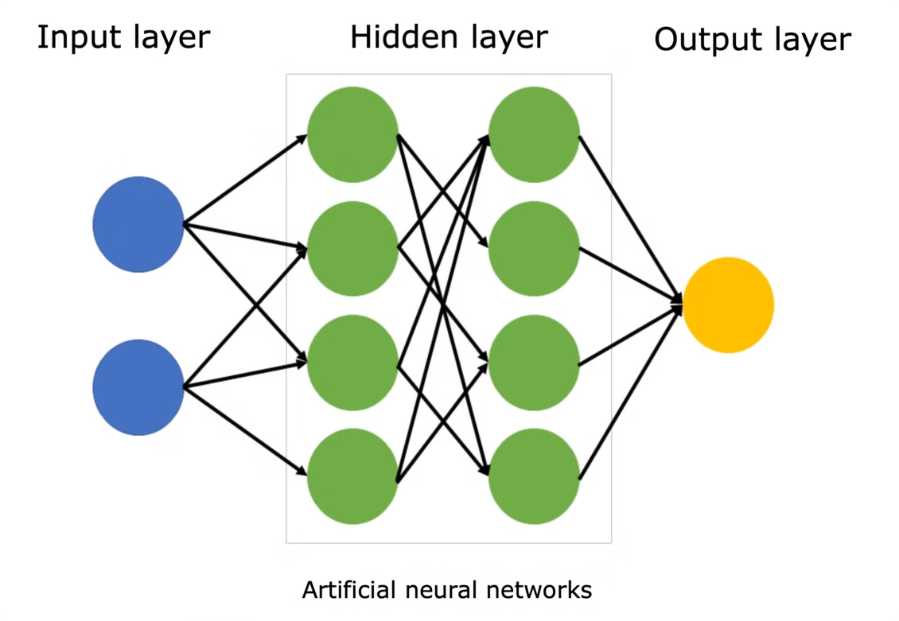 Input layer
Hidden layer
Output layer
Artificial neural networks